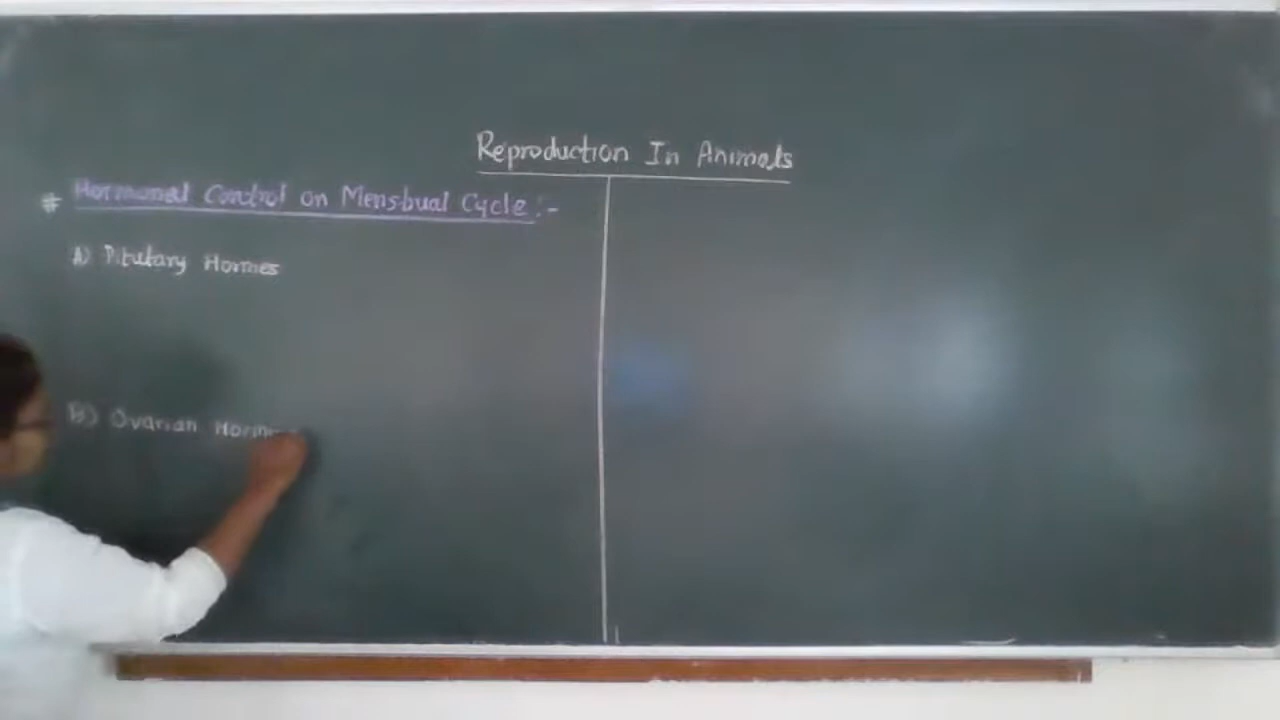 Reproduction In Animals
# Hormonal Control on Mensbual Cycle :-
A) Pitutary Hormes
B) Ovarian Horm